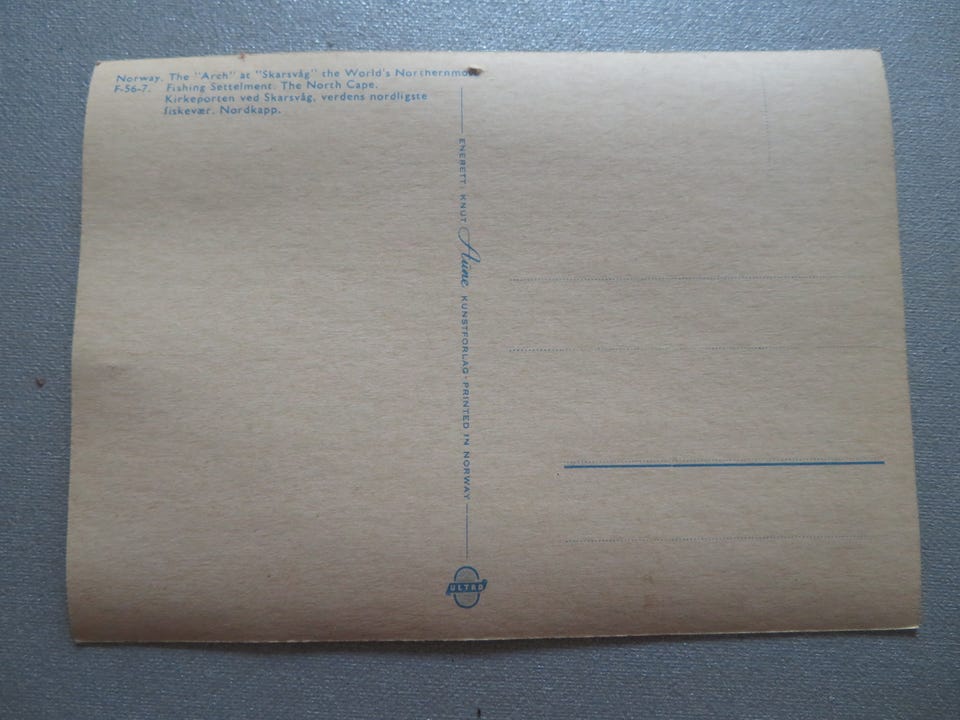 Norway. The "Arch" at "Skarsvåg" the World's Northernmost
F-56-7. Fishing Settelment. The North Cape.
Kirkeporten ved Skarsvåg, verdens nordligste
fiskevær. Nordkapp.
ENERETT KNUT Aune KUNSTFORLAG · PRINTED IN NORWAY
ULTRA